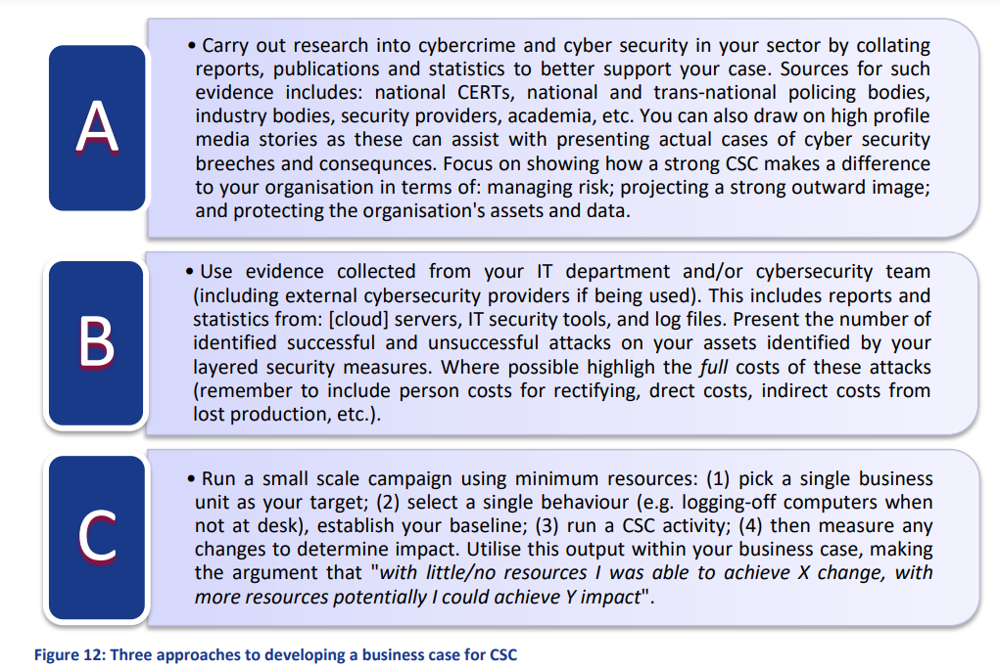 A
• Carry out research into cybercrime and cyber security in your sector by collating
reports, publications and statistics to better support your case. Sources for such
evidence includes: national CERTs, national and trans-national policing bodies,
industry bodies, security providers, academia, etc. You can also draw on high profile
media stories as these can assist with presenting actual cases of cyber security
breeches and consequnces. Focus on showing how a strong CSC makes a difference
to your organisation in terms of: managing risk; projecting a strong outward image;
and protecting the organisation's assets and data.
B
• Use evidence collected from your IT department and/or cybersecurity team
(including external cybersecurity providers if being used). This includes reports and
statistics from: [cloud] servers, IT security tools, and log files. Present the number of
identified successful and unsuccessful attacks on your assets identified by your
layered security measures. Where possible highligh the full costs of these attacks
(remember to include person costs for rectifying, drect costs, indirect costs from
lost production, etc.).
C
• Run a small scale campaign using minimum resources: (1) pick a single business
unit as your target; (2) select a single behaviour (e.g. logging-off computers when
not at desk), establish your baseline; (3) run a CSC activity; (4) then measure any
changes to determine impact. Utilise this output within your business case, making
the argument that "with little/no resources I was able to achieve X change, with
more resources potentially I could achieve Y impact".
Figure 12: Three approaches to developing a business case for CSC